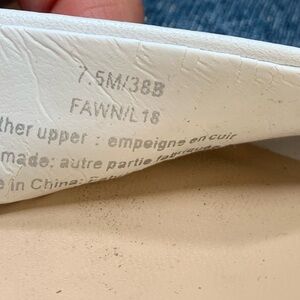 7.5M/38B
FAWN/L18
ther upper : empeigne en cuir
made: autre partie
e in China: